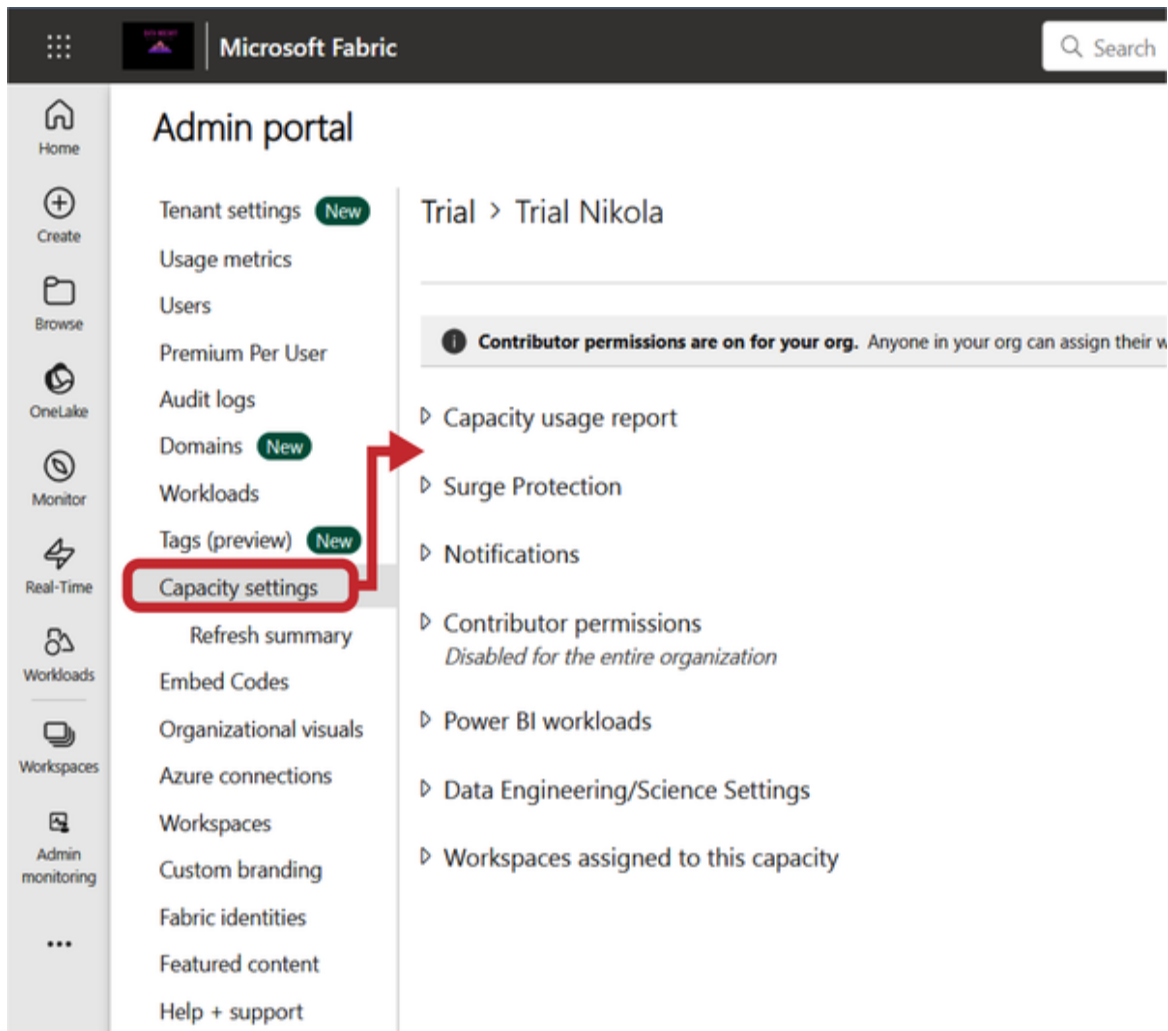 Microsoft Fabric
Search
Home
Create
Browse
OneLake
Monitor
Real-Time
Workloads
Workspaces
Admin
monitoring
Admin portal
Tenant settings New
Usage metrics
Users
Premium Per User
Audit logs
Domains New
Workloads
Tags (preview) New
Capacity settings
Refresh summary
Embed Codes
Organizational visuals
Azure connections
Workspaces
Custom branding
Fabric identities
Featured content
Help + support
Trial > Trial Nikola
Contributor permissions are on for your org. Anyone in your org can assign their w
Capacity usage report
Surge Protection
Notifications
Contributor permissions
Disabled for the entire organization
Power BI workloads
Data Engineering/Science Settings
Workspaces assigned to this capacity